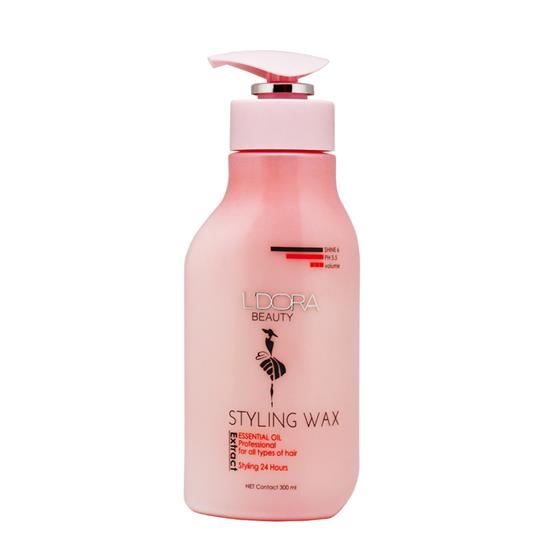 SHINE 6
PH 5.5
volume
L'DORA
BEAUTY
STYLING WAX
Extract
ESSENTIAL OIL
Professional
for all types of hair
Styling 24 Hours
NET Contact 300 ml